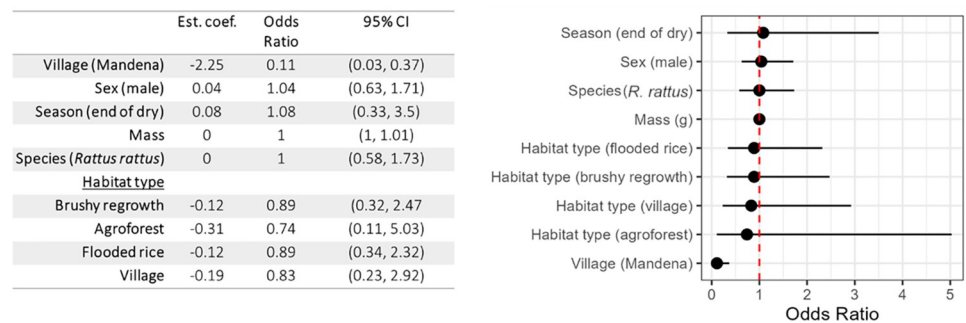 Est. coef. Odds Ratio 95% CI
Village (Mandena) -2.25 0.11 (0.03, 0.37)
Sex (male) 0.04 1.04 (0.63, 1.71)
Season (end of dry) 0.08 1.08 (0.33, 3.5)
Mass 0 1 (1, 1.01)
Species (Rattus rattus) 0 1 (0.58, 1.73)
Habitat type
Brushy regrowth -0.12 0.89 (0.32, 2.47
Agroforest -0.31 0.74 (0.11, 5.03)
Flooded rice -0.12 0.89 (0.34, 2.32)
Village -0.19 0.83 (0.23, 2.92)
Season (end of dry)
Sex (male)
Species (R. rattus)
Mass (g)
Habitat type (flooded rice)
Habitat type (brushy regrowth)
Habitat type (village)
Habitat type (agroforest)
Village (Mandena)
0 1 2 3 4 5
Odds Ratio